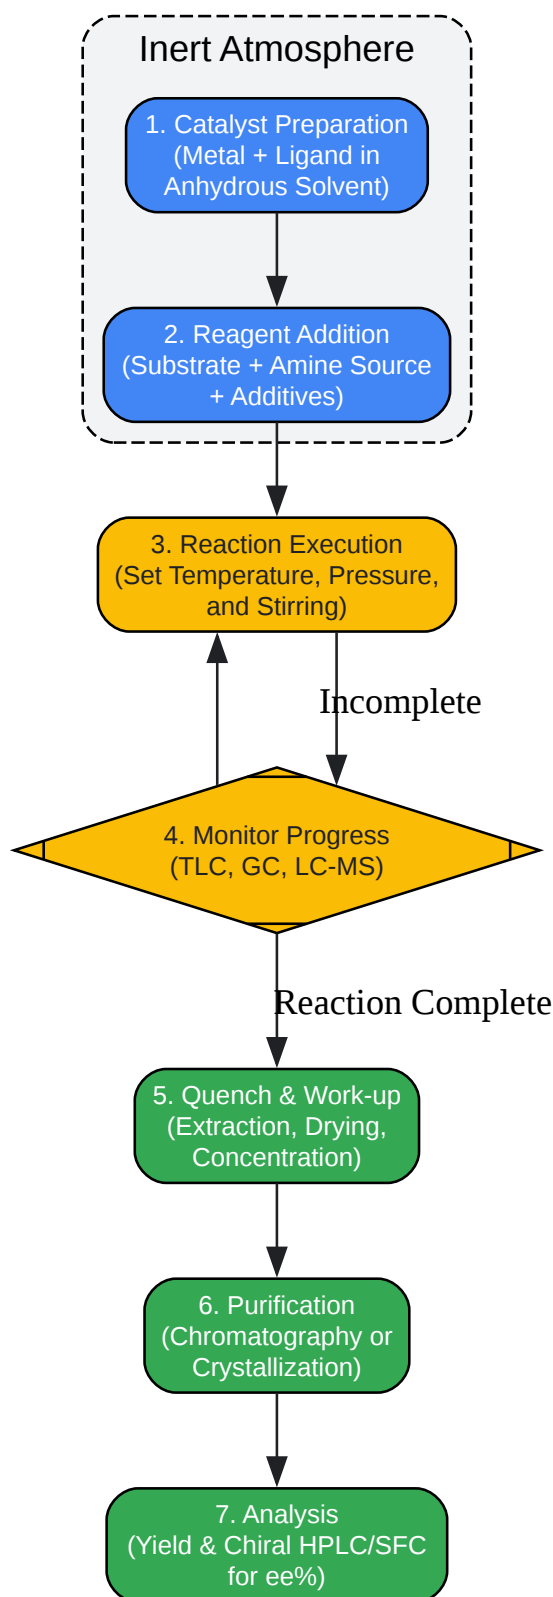 Inert Atmosphere
1. Catalyst Preparation
(Metal + Ligand in
Anhydrous Solvent)
2. Reagent Addition
(Substrate + Amine Source
+ Additives)
3. Reaction Execution
(Set Temperature, Pressure,
and Stirring)
Incomplete
4. Monitor Progress
(TLC, GC, LC-MS)
Reaction Complete
5. Quench & Work-up
(Extraction, Drying,
Concentration)
6. Purification
(Chromatography or
Crystallization)
7. Analysis
(Yield & Chiral HPLC/SFC
for ee%)